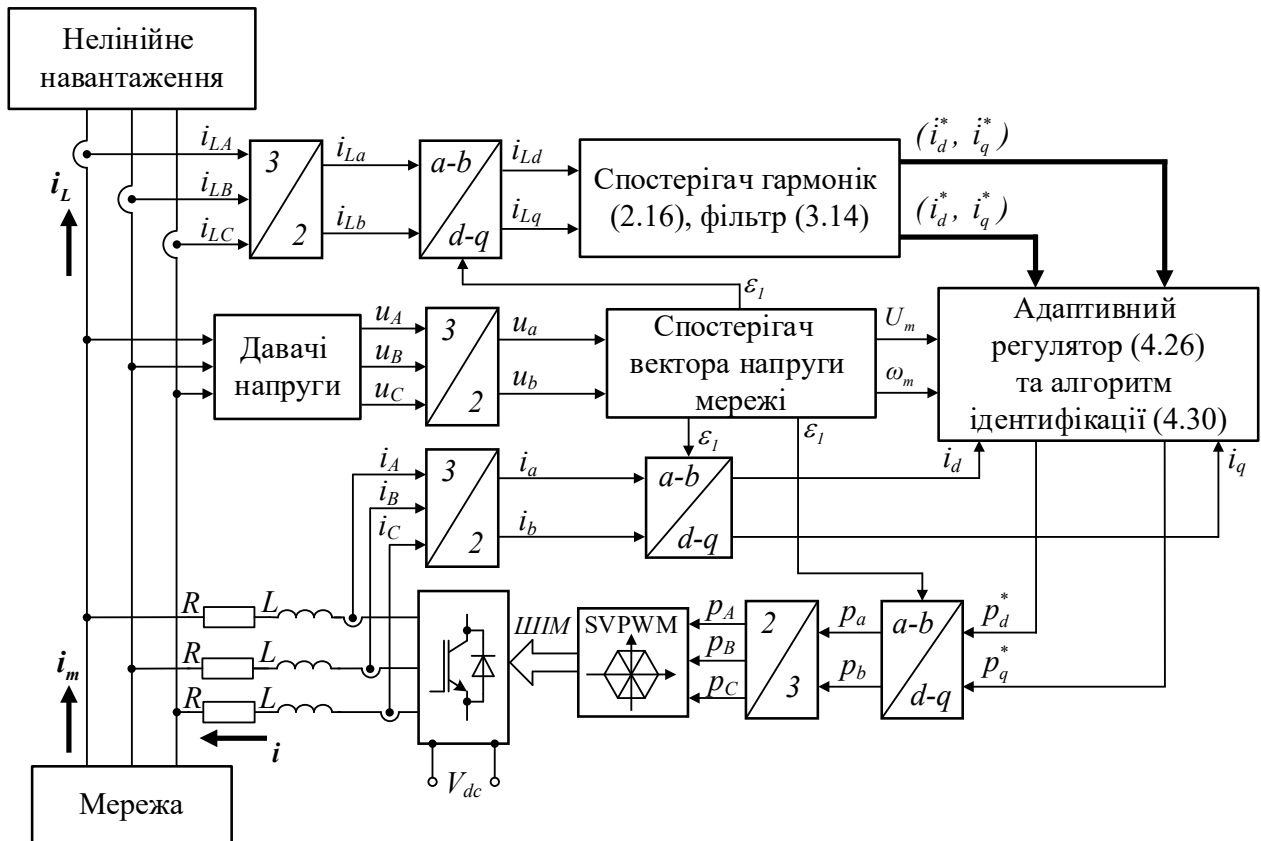 Нелінійне
навантаження
i_LA
i_LB
i_LC
i_L
3
2
i_La
i_Lb
a-b
d-q
i_Ld
i_Lq
Спостерігач гармонік
(2.16), фільтр (3.14)
(i_d^*, i_q^*)
(i_d^*, i_q^*)
ε_1
Давачі
напруги
u_A
u_B
u_C
3
2
u_a
u_b
Спостерігач
вектора напруги
мережі
U_m
ω_m
Адаптивний
регулятор (4.26)
та алгоритм
ідентифікації (4.30)
ε_1
ε_1
i_A
i_B
i_C
3
2
i_a
i_b
a-b
d-q
i_d
i_q
R
L
R
L
R
L
i_m
i
ШІМ
SVPWM
p_A
p_B
p_C
2
3
p_a
p_b
a-b
d-q
p_d^*
p_q^*
V_dc
Мережа